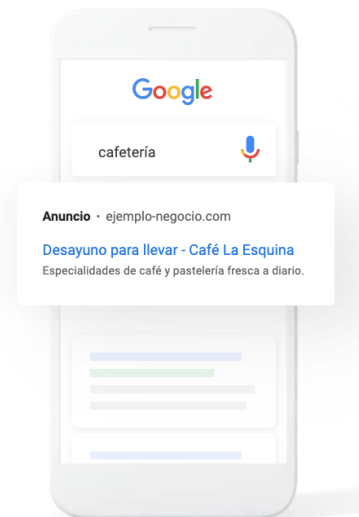 Google
cafetería
Anuncio · ejemplo-negocio.com
Desayuno para llevar - Café La Esquina
Especialidades de café y pastelería fresca a diario.